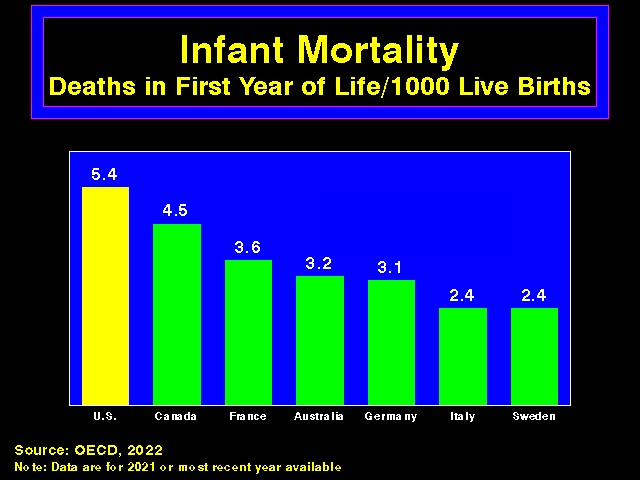 Infant Mortality
Deaths in First Year of Life/1000 Live Births
5.4
4.5
3.6
3.2
3.1
2.4
2.4
U.S.
Canada
France
Australia
Germany
Italy
Sweden
Source: OECD, 2022
Note: Data are for 2021 or most recent year available